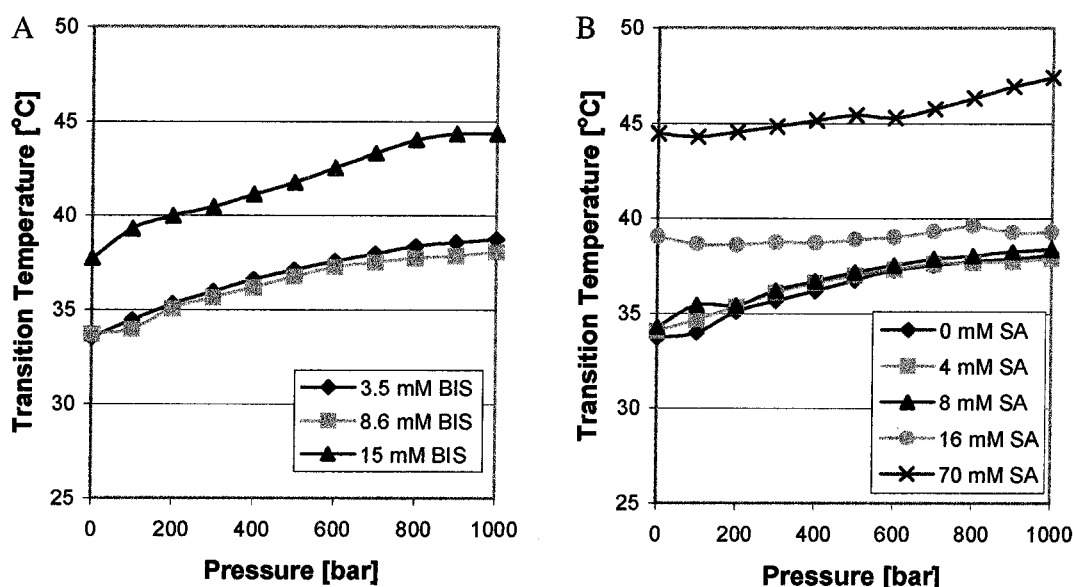 A
Transition Temperature [°C]
50
45
40
35
30
25
3.5 mM BIS
8.6 mM BIS
15 mM BIS
0 200 400 600 800 1000
Pressure [bar]
B
Transition Temperature [°C]
50
45
40
35
30
25
0 mM SA
4 mM SA
8 mM SA
16 mM SA
70 mM SA
0 200 400 600 800 1000
Pressure [bar]